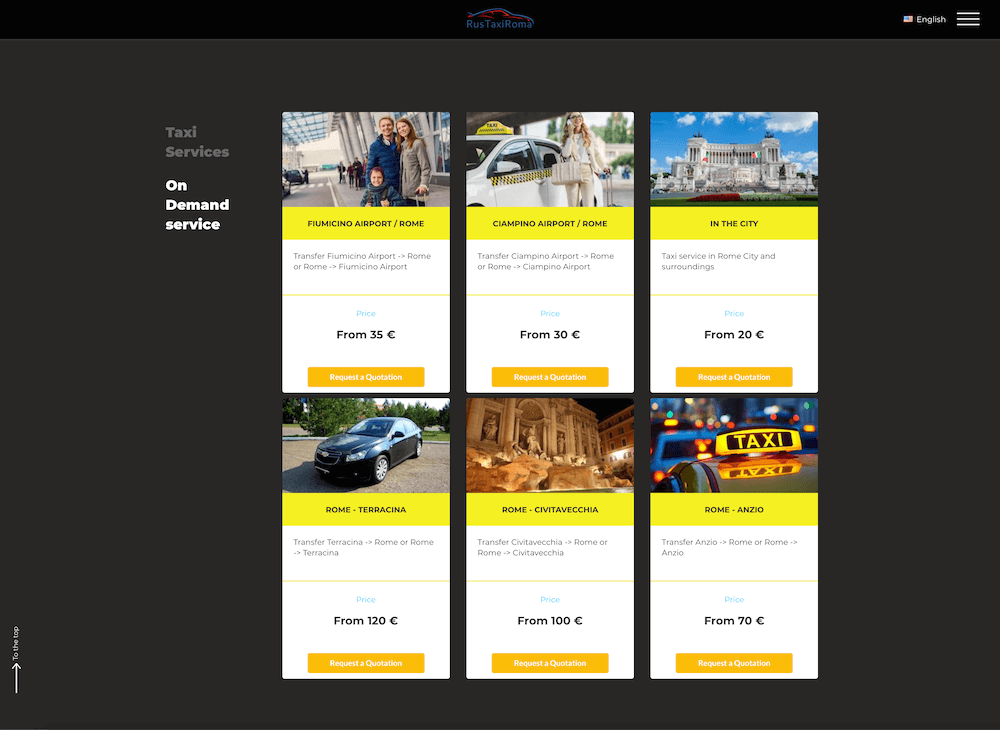 RusTaxiRoma
English
Taxi
Services
On
Demand
service
FIUMICINO AIRPORT / ROME
Transfer Fiumicino Airport -> Rome
or Rome -> Fiumicino Airport
Price
From 35 €
Request a Quotation
TAXI
CIAMPINO AIRPORT / ROME
Transfer Ciampino Airport -> Rome
or Rome -> Ciampino Airport
Price
From 30 €
Request a Quotation
IN THE CITY
Taxi service in Rome City and
surroundings
Price
From 20 €
Request a Quotation
ROME - TERRACINA
Transfer Terracina -> Rome or Rome
-> Terracina
Price
From 120 €
Request a Quotation
ROME - CIVITAVECCHIA
Transfer Civitavecchia -> Rome or
Rome -> Civitavecchia
Price
From 100 €
Request a Quotation
TAXI
ROME - ANZIO
Transfer Anzio -> Rome or Rome ->
Anzio
Price
From 70 €
Request a Quotation
To the top